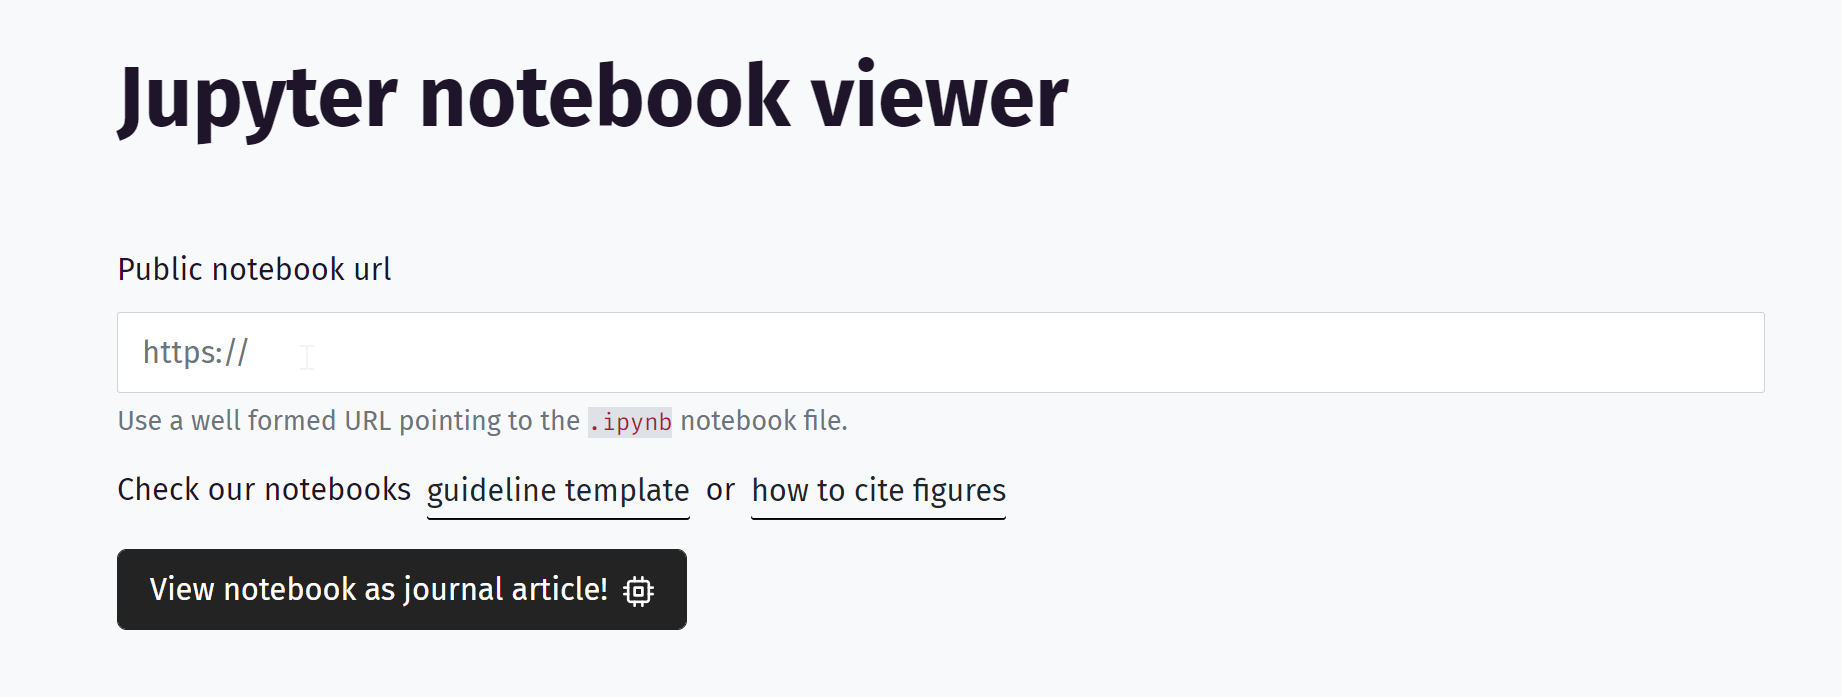 Jupyter notebook viewer
Public notebook url
https://
Use a well formed URL pointing to the .ipynb notebook file.
Check our notebooks guideline template or how to cite figures
View notebook as journal article!